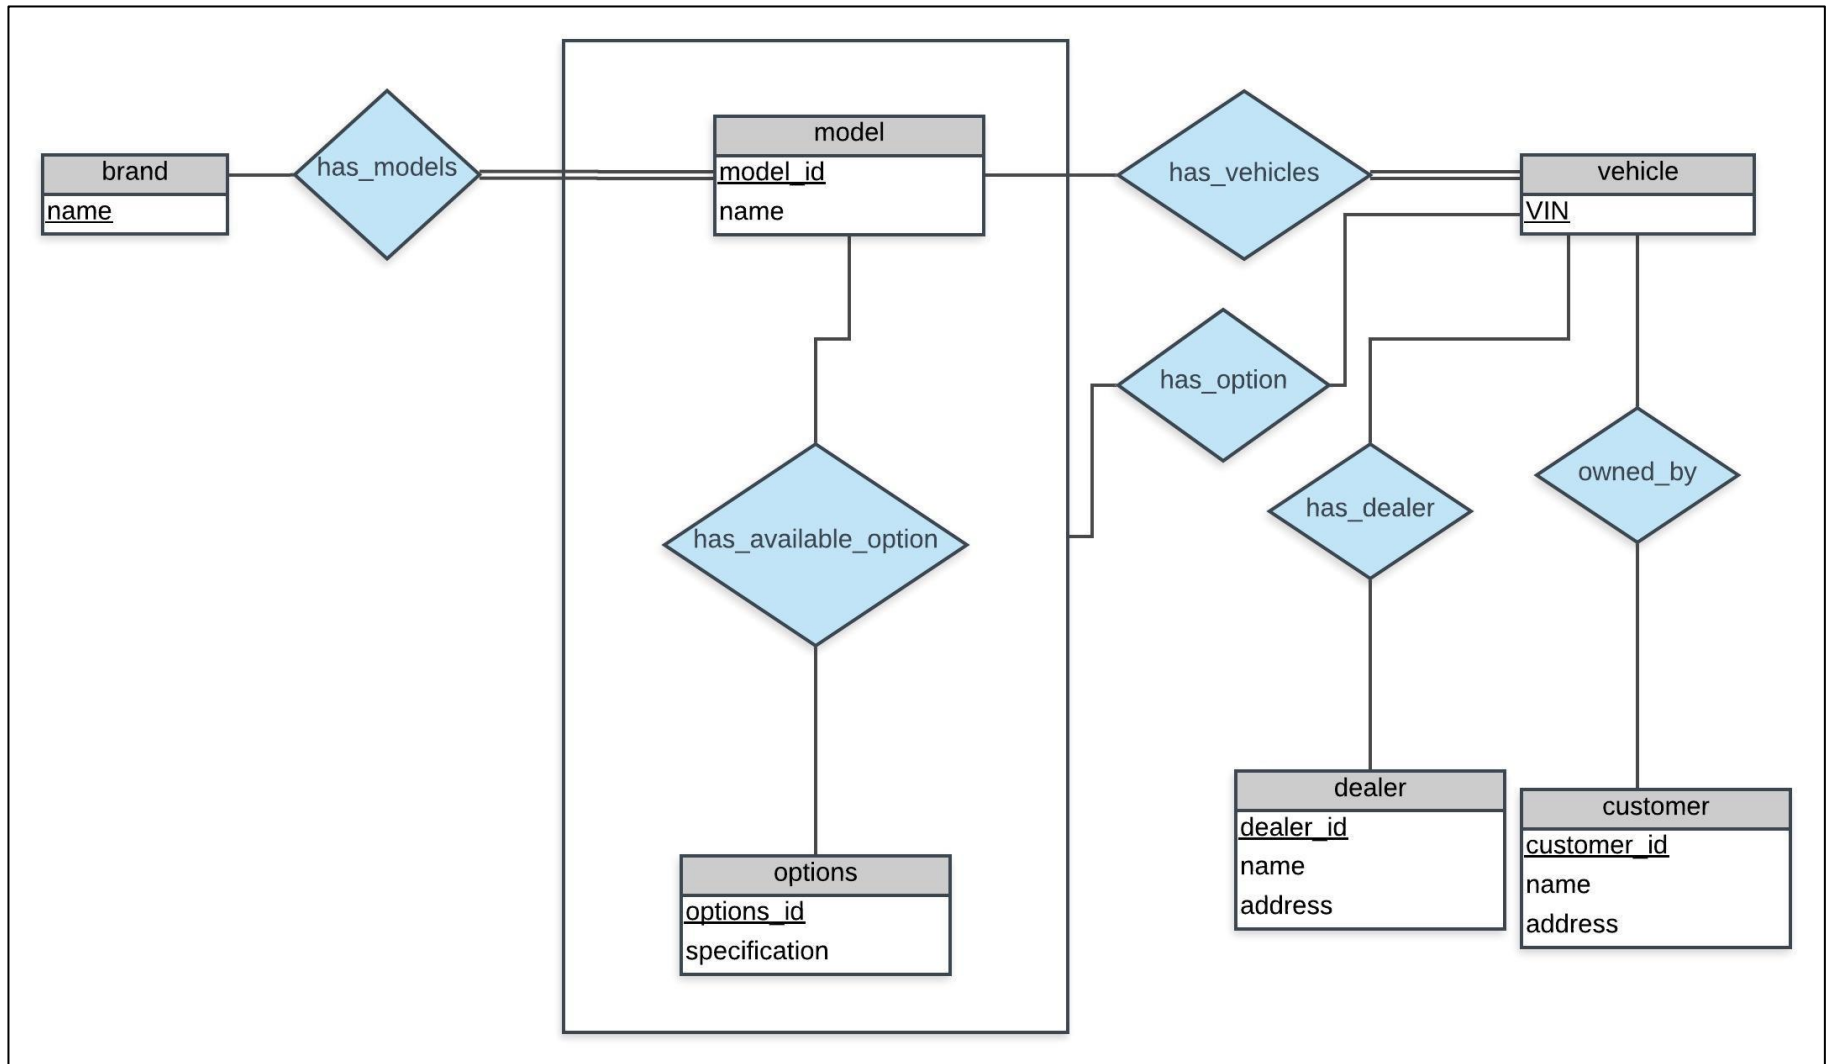 brand
name
has_models
model
model_id
name
has_vehicles
vehicle
VIN
has_option
has_available_option
has_dealer
owned_by
options
options_id
specification
dealer
dealer_id
name
address
customer
customer_id
name
address